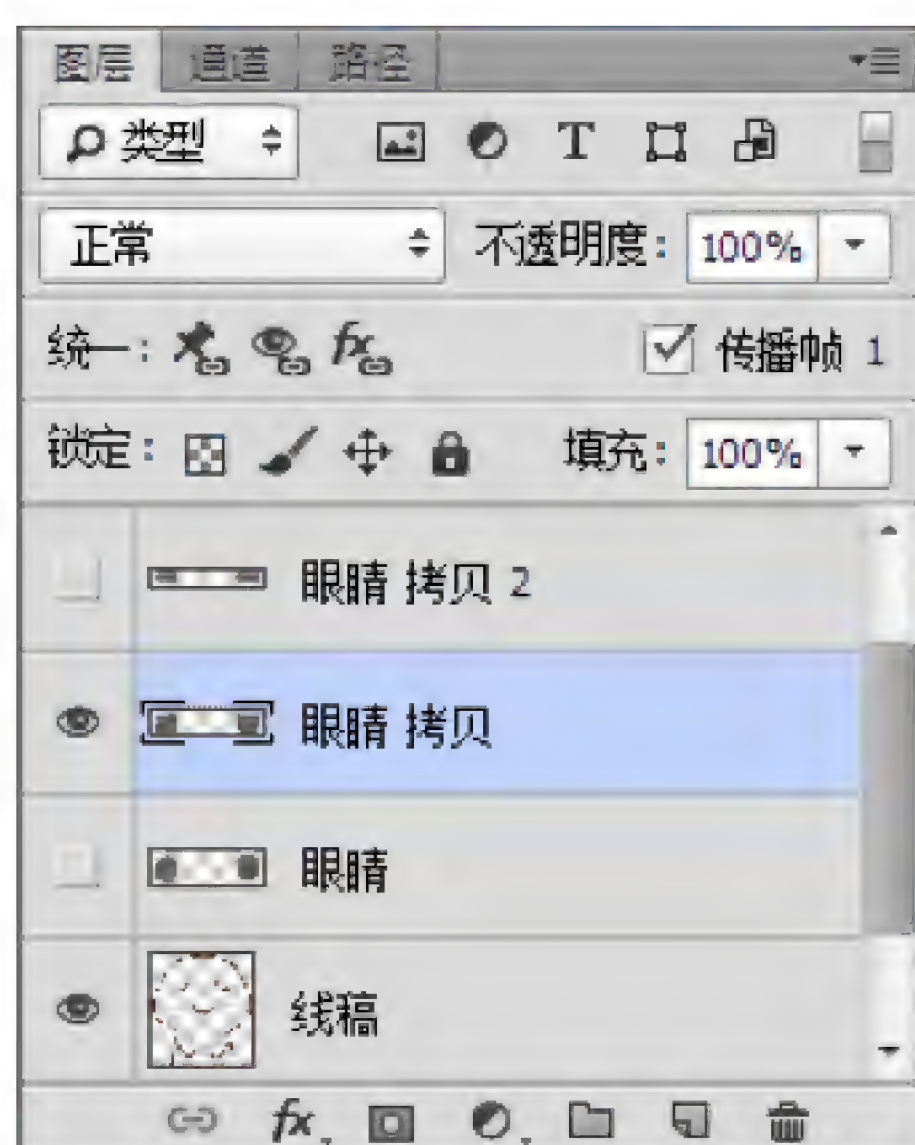 图层 通道 路径
类型 T
正常 不透明度: 100%
统一: fx 传播帧 1
锁定: 填充: 100%
眼睛 拷贝 2
眼睛 拷贝
眼睛
线稿
fx